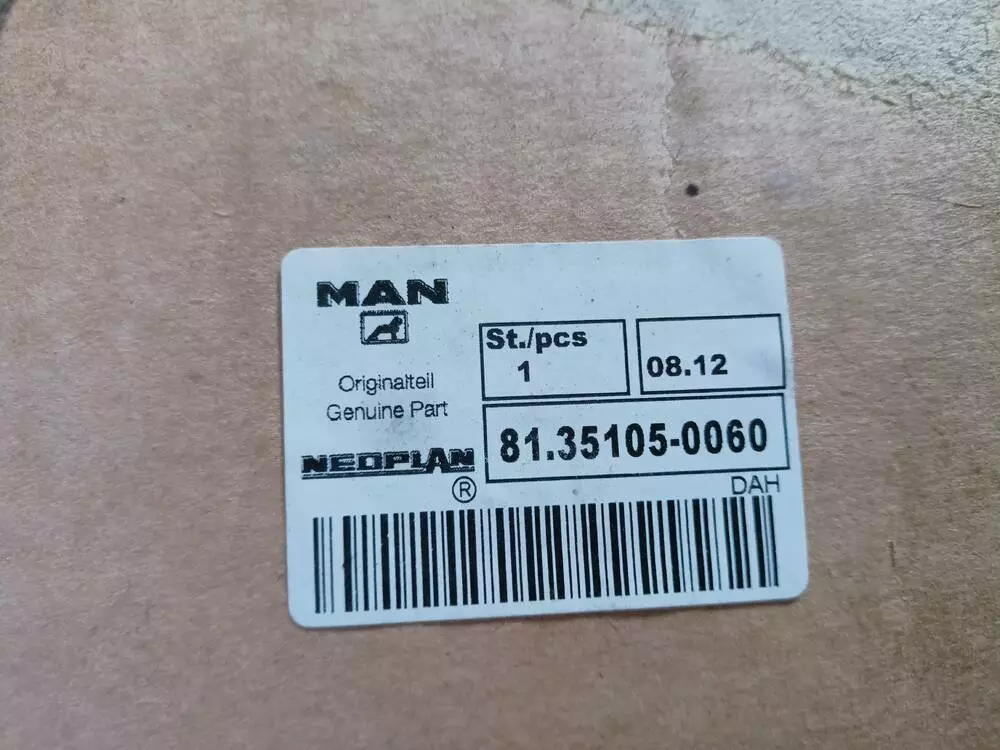 MAN
Originalteil
Genuine Part
NEOPLAN
®
St./pcs
1
08.12
81.35105-0060
DAH